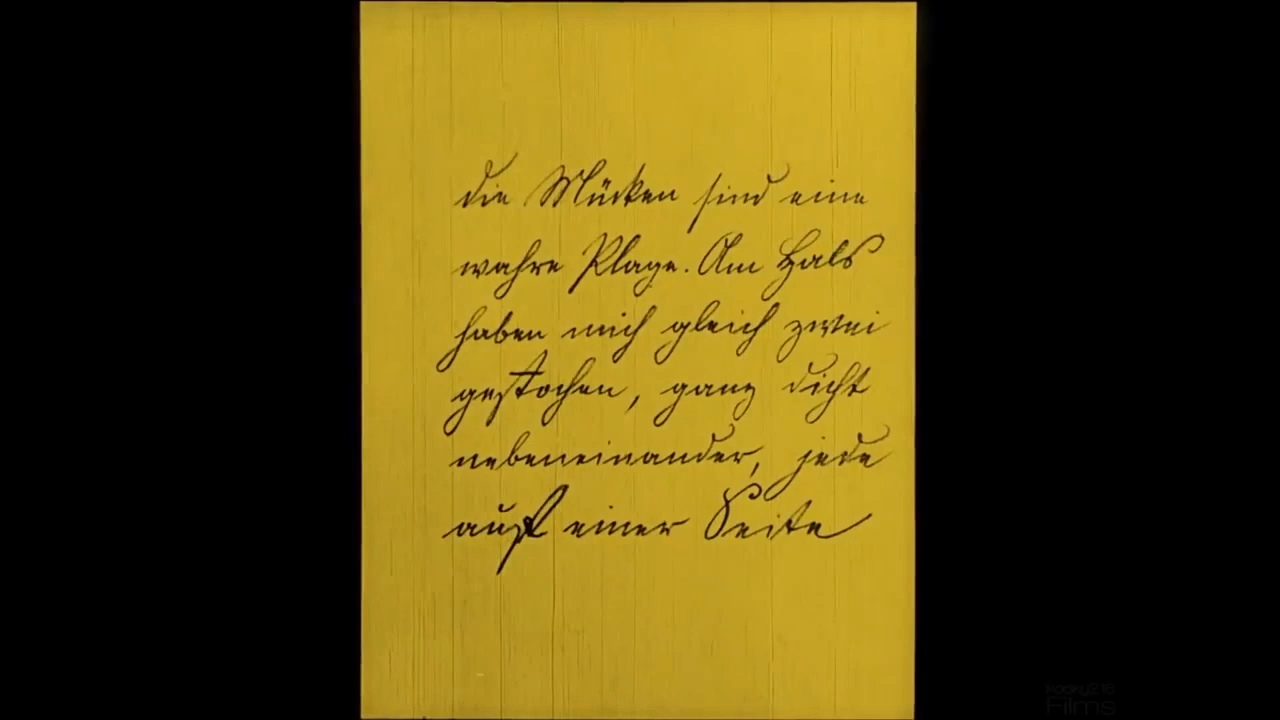 die Mücken sind eine
wahre Plage. Am Hals
haben mich gleich zwei
gestochen, ganz dicht
nebeneinander, jede
auf einer Seite
Films